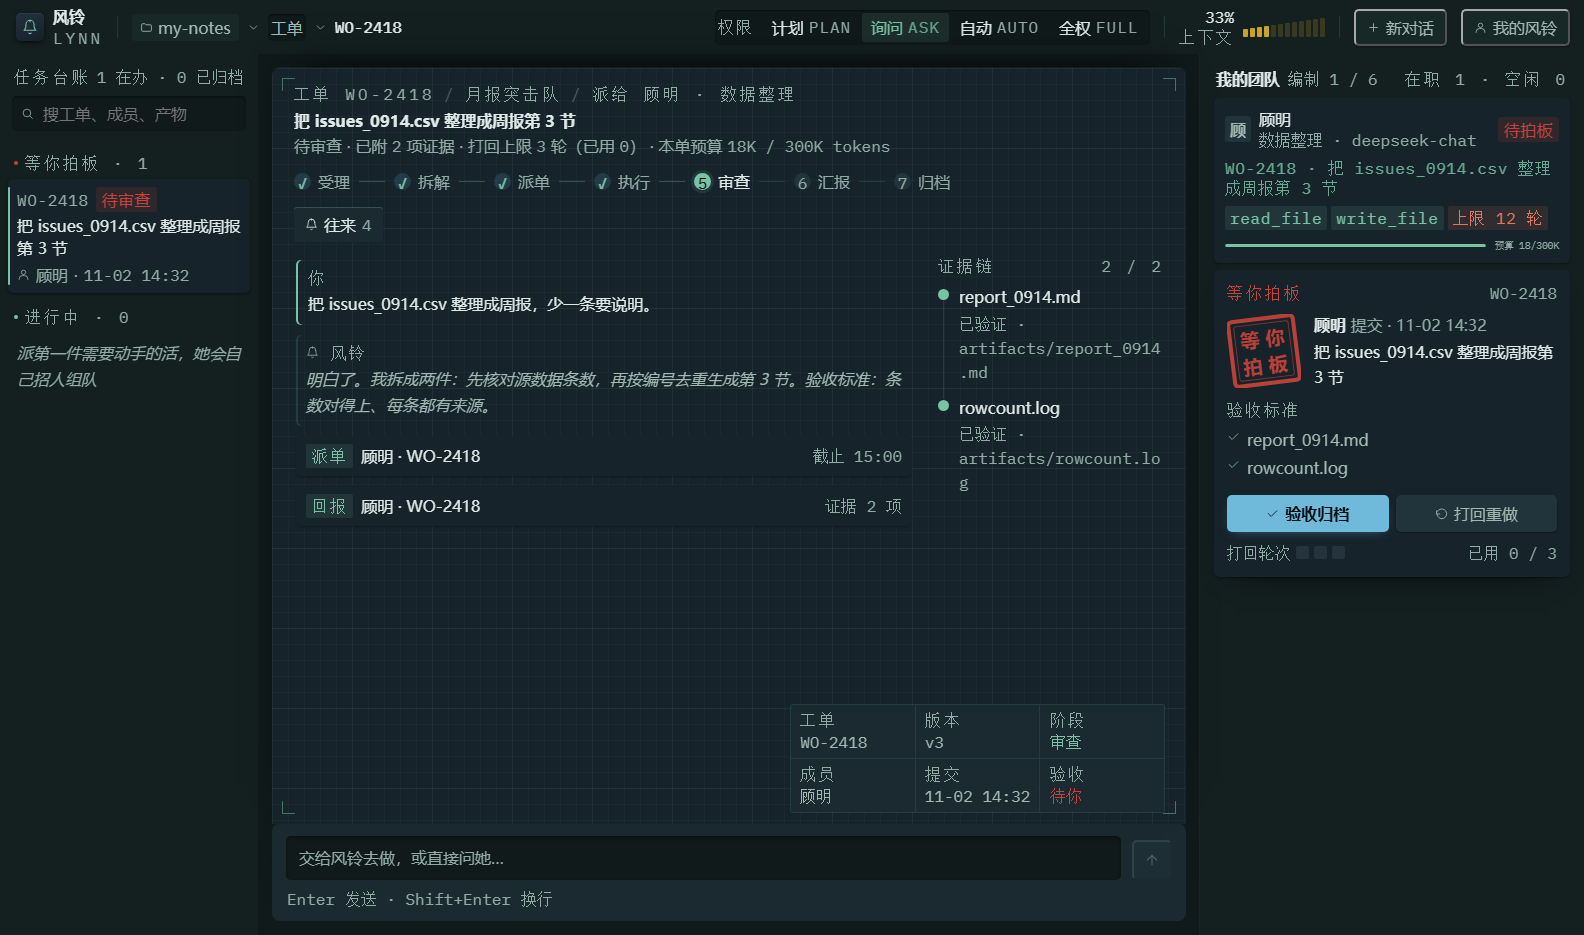 风铃
LYNN
my-notes
工单
WO-2418
权限
计划 PLAN
询问 ASK
自动 AUTO
全权 FULL
33%
上下文
+ 新对话
我的风铃
任务台账 1 在办 · 0 已归档
搜工单、成员、产物
等你拍板 · 1
WO-2418 待审查
把 issues_0914.csv 整理成周报
第 3 节
顾明 · 11-02 14:32
进行中 · 0
派第一件需要动手的活，她会自
己招人组队
工单 WO-2418 / 月报突击队 / 派给 顾明 · 数据整理
把 issues_0914.csv 整理成周报第 3 节
待审查 · 已附 2 项证据 · 打回上限 3 轮（已用 0） · 本单预算 18K / 300K tokens
受理
拆解
派单
执行
5 审查
6 汇报
7 归档
往来 4
你
把 issues_0914.csv 整理成周报，少一条要说明。
风铃
明白了。我拆成两件：先核对源数据条数，再按编号去重生成第 3 节。验收标准：条
数对得上、每条都有来源。
派单 顾明 · WO-2418 截止 15:00
回报 顾明 · WO-2418 证据 2 项
证据链 2 / 2
report_0914.md
已验证 ·
artifacts/report_0914
.md
rowcount.log
已验证 ·
artifacts/rowcount.lo
g
工单 版本 阶段
WO-2418 v3 审查
成员 提交 验收
顾明 11-02 14:32 待你
交给风铃去做，或直接问她...
Enter 发送 · Shift+Enter 换行
我的团队 编制 1 / 6 在职 1 · 空闲 0
顾
顾明
数据整理 · deepseek-chat
待拍板
WO-2418 · 把 issues_0914.csv 整理
成周报第 3 节
read_file write_file 上限 12 轮
预算 18/300K
等你拍板 WO-2418
等你
拍板
顾明 提交 · 11-02 14:32
把 issues_0914.csv 整理成周报第
3 节
验收标准
report_0914.md
rowcount.log
验收归档
打回重做
打回轮次 已用 0 / 3